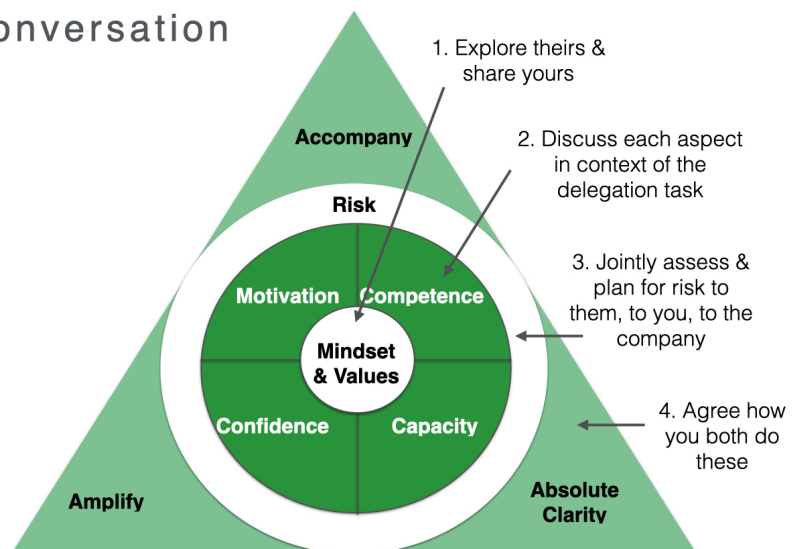 onversation
1. Explore theirs &
share yours
Accompany
2. Discuss each aspect
in context of the
delegation task
Risk
3. Jointly assess &
plan for risk to
them, to you, to the
company
Motivation
Competence
Mindset
& Values
Confidence
Capacity
4. Agree how
you both do
these
Amplify
Absolute
Clarity